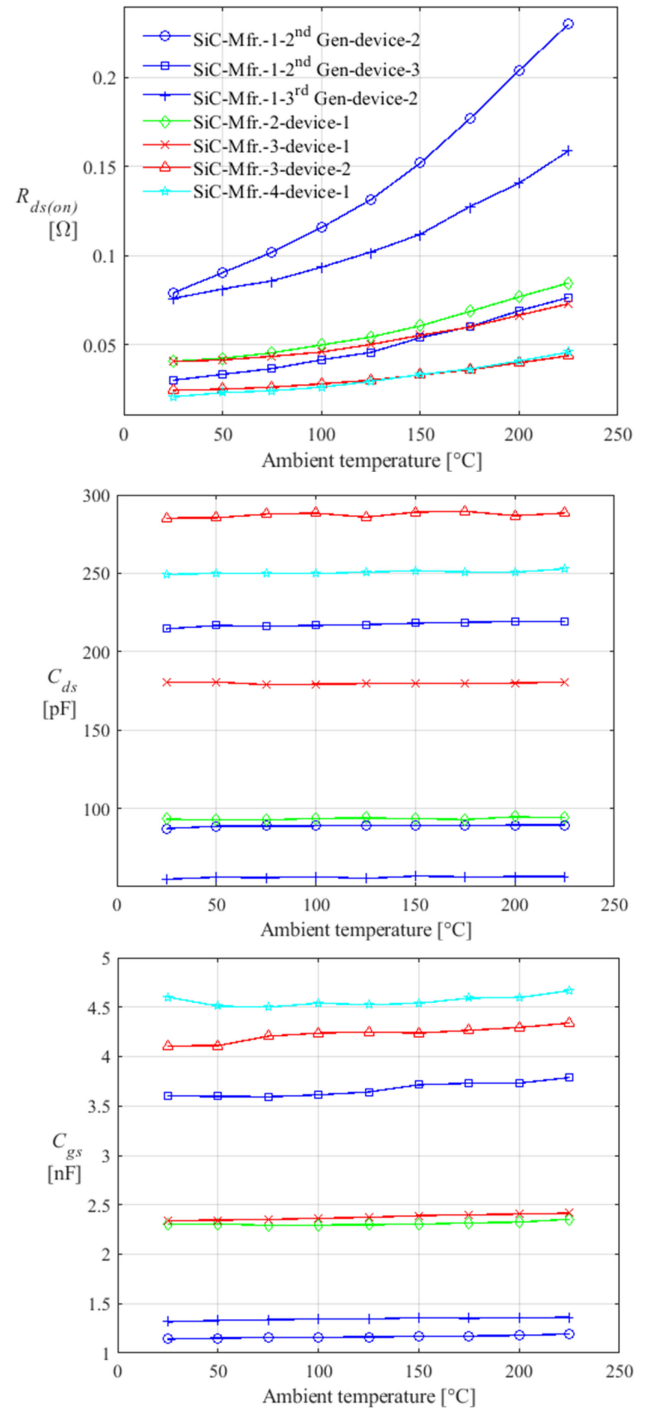 SiC-Mfr.-1-2nd Gen-device-2
SiC-Mfr.-1-2nd Gen-device-3
SiC-Mfr.-1-3rd Gen-device-2
SiC-Mfr.-2-device-1
SiC-Mfr.-3-device-1
SiC-Mfr.-3-device-2
SiC-Mfr.-4-device-1
0.2
0.15
0.1
0.05
Rds(on)
[Ω]
0 50 100 150 200 250
Ambient temperature [°C]
300
250
200
150
100
Cds
[pF]
0 50 100 150 200 250
Ambient temperature [°C]
5
4.5
4
3.5
3
2.5
2
1.5
1
Cgs
[nF]
0 50 100 150 200 250
Ambient temperature [°C]